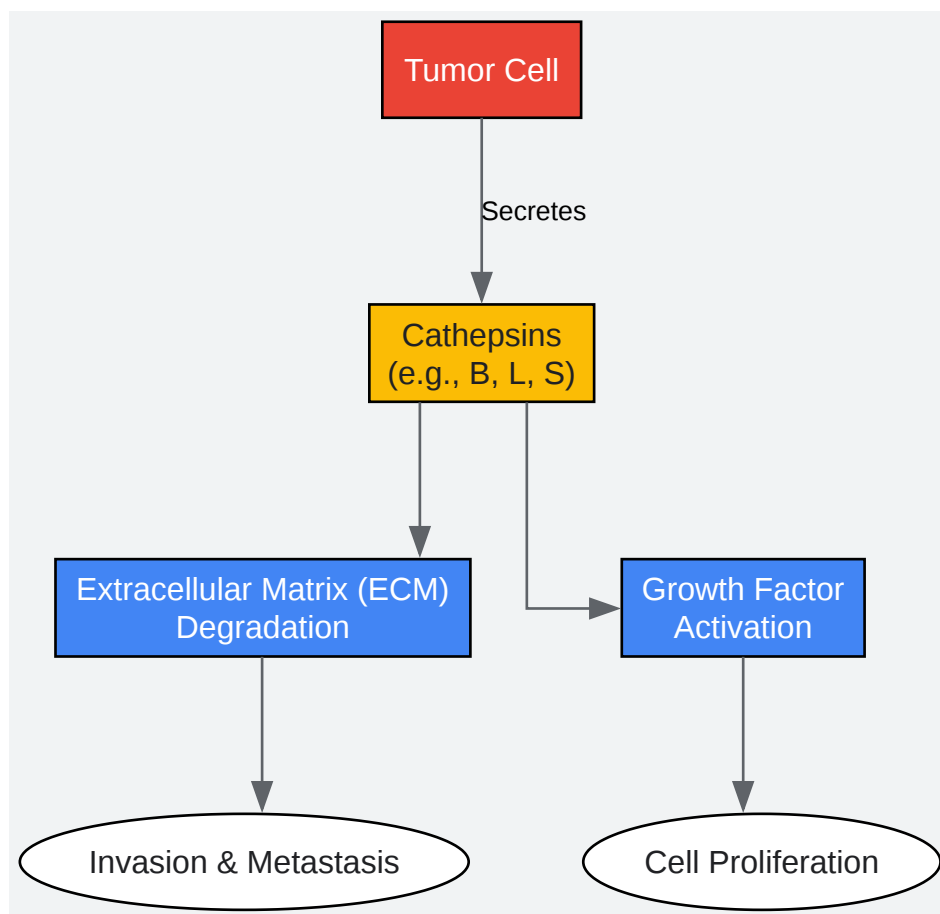 Tumor Cell
Secretes
Cathepsins
(e.g., B, L, S)
Extracellular Matrix (ECM)
Degradation
Growth Factor
Activation
Invasion & Metastasis
Cell Proliferation